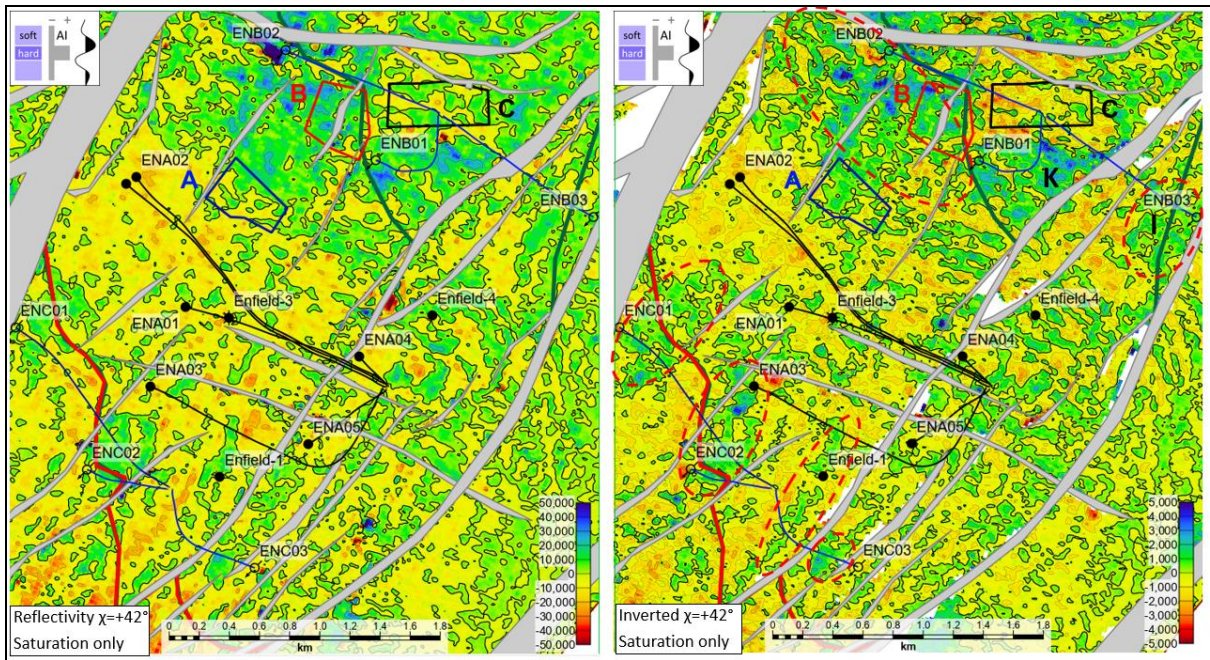 − + AI
soft
hard
ENB02
B
C
ENB01
ENA02
A
ENB03
ENC01
Enfield-3
Enfield-4
ENA01
ENA04
ENA03
ENA05
ENC02
Enfield-1
ENC03
50,000
40,000
30,000
20,000
10,000
0
-10,000
-20,000
-30,000
-40,000
-50,000
Reflectivity χ=+42°
Saturation only
0 0.2 0.4 0.6 0.8 1.0 1.2 1.4 1.6 1.8
km
− + AI
soft
hard
ENB02
B
C
ENB01
ENA02
A
K
ENB03
I
ENC01
Enfield-3
Enfield-4
ENA01
ENA04
ENA03
ENA05
ENC02
Enfield-1
ENC03
5,000
4,000
3,000
2,000
1,000
0
-1,000
-2,000
-3,000
-4,000
-5,000
Inverted χ=+42°
Saturation only
0 0.2 0.4 0.6 0.8 1.0 1.2 1.4 1.6 1.8
km